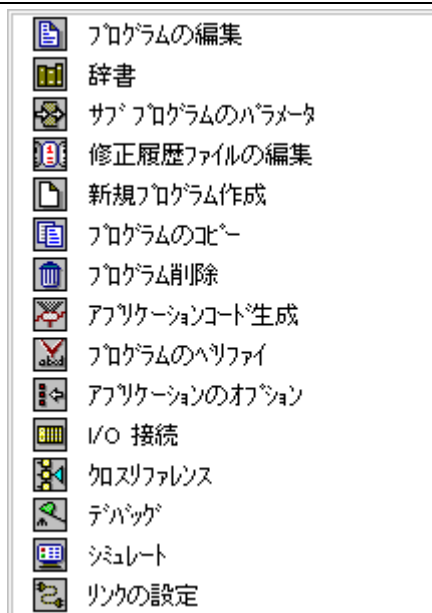 ﾌﾟﾛｸﾞﾗﾑの編集
辞書
ｻﾌﾞﾌﾟﾛｸﾞﾗﾑのﾊﾟﾗﾒｰﾀ
修正履歴ﾌｧｲﾙの編集
新規ﾌﾟﾛｸﾞﾗﾑ作成
ﾌﾟﾛｸﾞﾗﾑのｺﾋﾟｰ
ﾌﾟﾛｸﾞﾗﾑ削除
ｱﾌﾟﾘｹｰｼｮﾝｺｰﾄﾞ生成
abcd ﾌﾟﾛｸﾞﾗﾑのﾍﾞﾘﾌｧｲ
ｱﾌﾟﾘｹｰｼｮﾝのｵﾌﾟｼｮﾝ
I/O 接続
ｸﾛｽﾘﾌｧﾚﾝｽ
ﾃﾞﾊﾞｯｸﾞ
ｼﾐｭﾚｰﾄ
ﾘﾝｸの設定